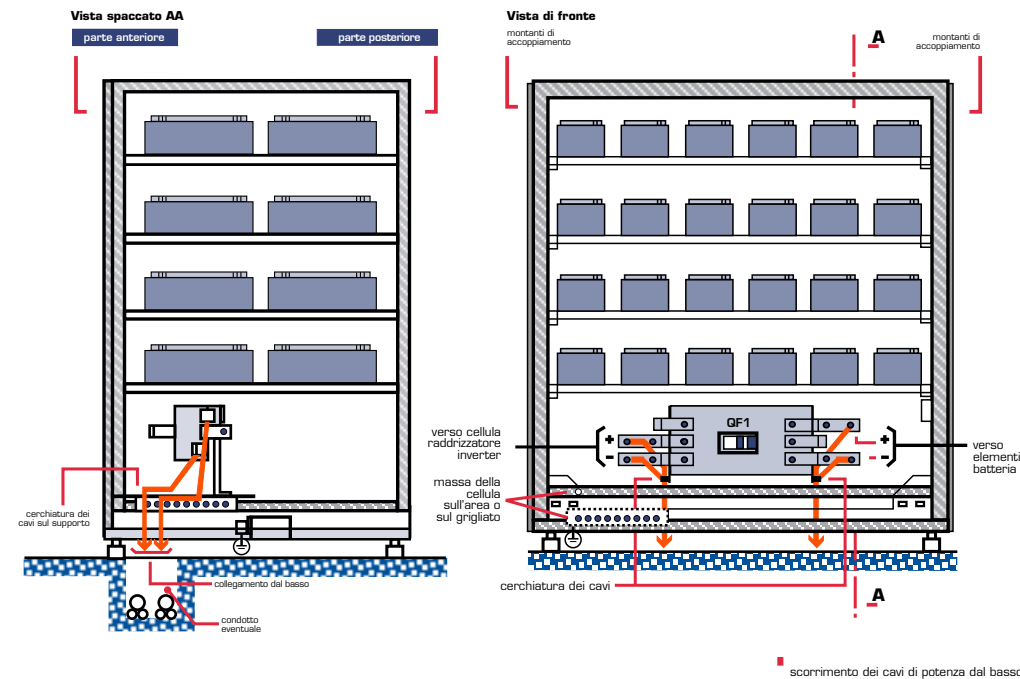 Vista spaccato AA
parte anteriore
parte posteriore
Vista di fronte
montanti di
accoppiamento
A
montanti di
accoppiamento
QF1
verso cellula
raddrizzatore
inverter
+
-
+
-
verso
elementi
batteria
massa della
cellula
sull'area o
sul grigliato
cerchiatura dei
cavi sul supporto
collegamento dal basso
condotto
eventuale
cerchiatura dei cavi
A
scorrimento dei cavi di potenza dal basso